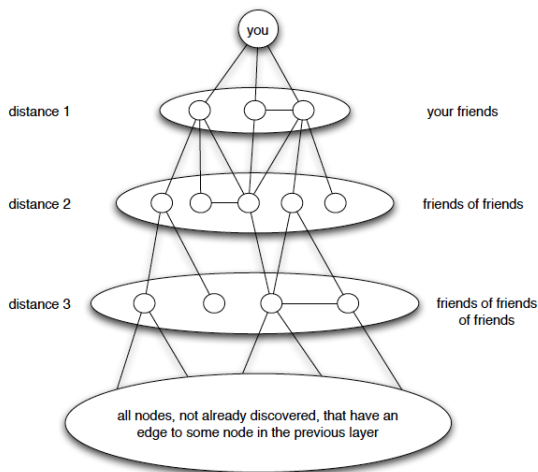 you
distance 1
your friends
distance 2
friends of friends
distance 3
friends of friends
of friends
all nodes, not already discovered, that have an
edge to some node in the previous layer